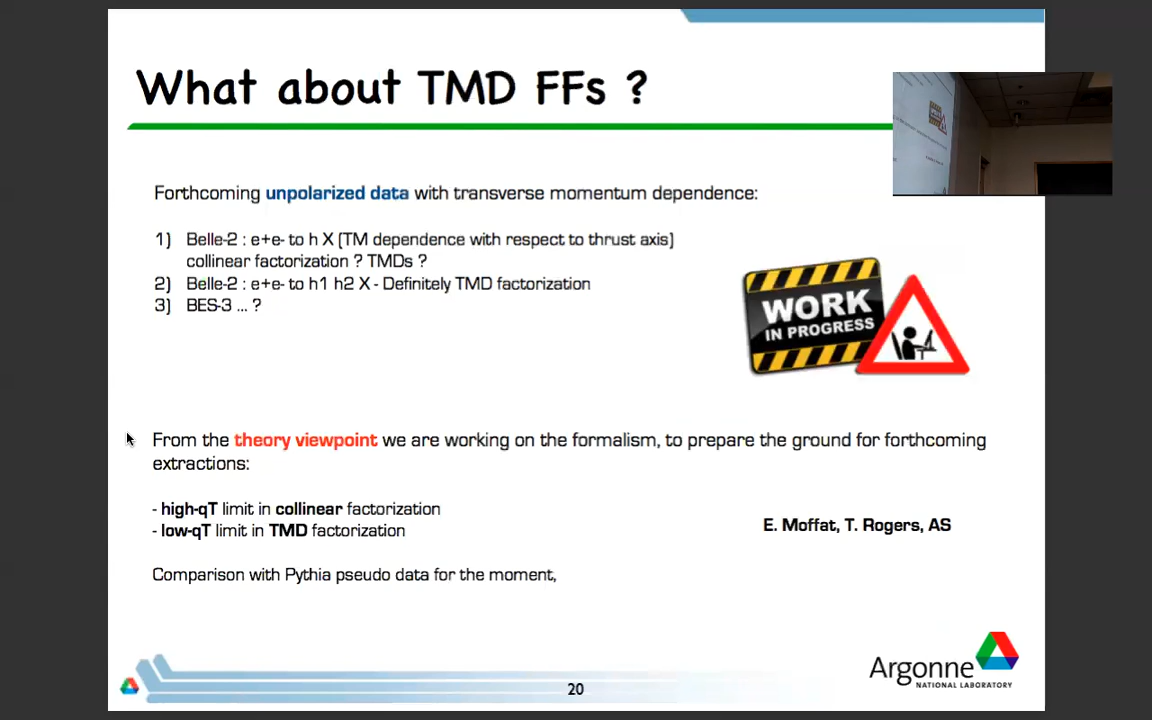 What about TMD FFs ?
Forthcoming unpolarized data with transverse momentum dependence:
1) Belle-2 : e+e- to h X (TM dependence with respect to thrust axis)
collinear factorization ? TMDs ?
2) Belle-2 : e+e- to h1 h2 X - Definitely TMD factorization
3) BES-3 ... ?
WORK
IN PROGRESS
From the theory viewpoint we are working on the formalism, to prepare the ground for forthcoming
extractions:
- high-qT limit in collinear factorization
- low-qT limit in TMD factorization
E. Moffat, T. Rogers, AS
Comparison with Pythia pseudo data for the moment,
Argonne
NATIONAL LABORATORY
20